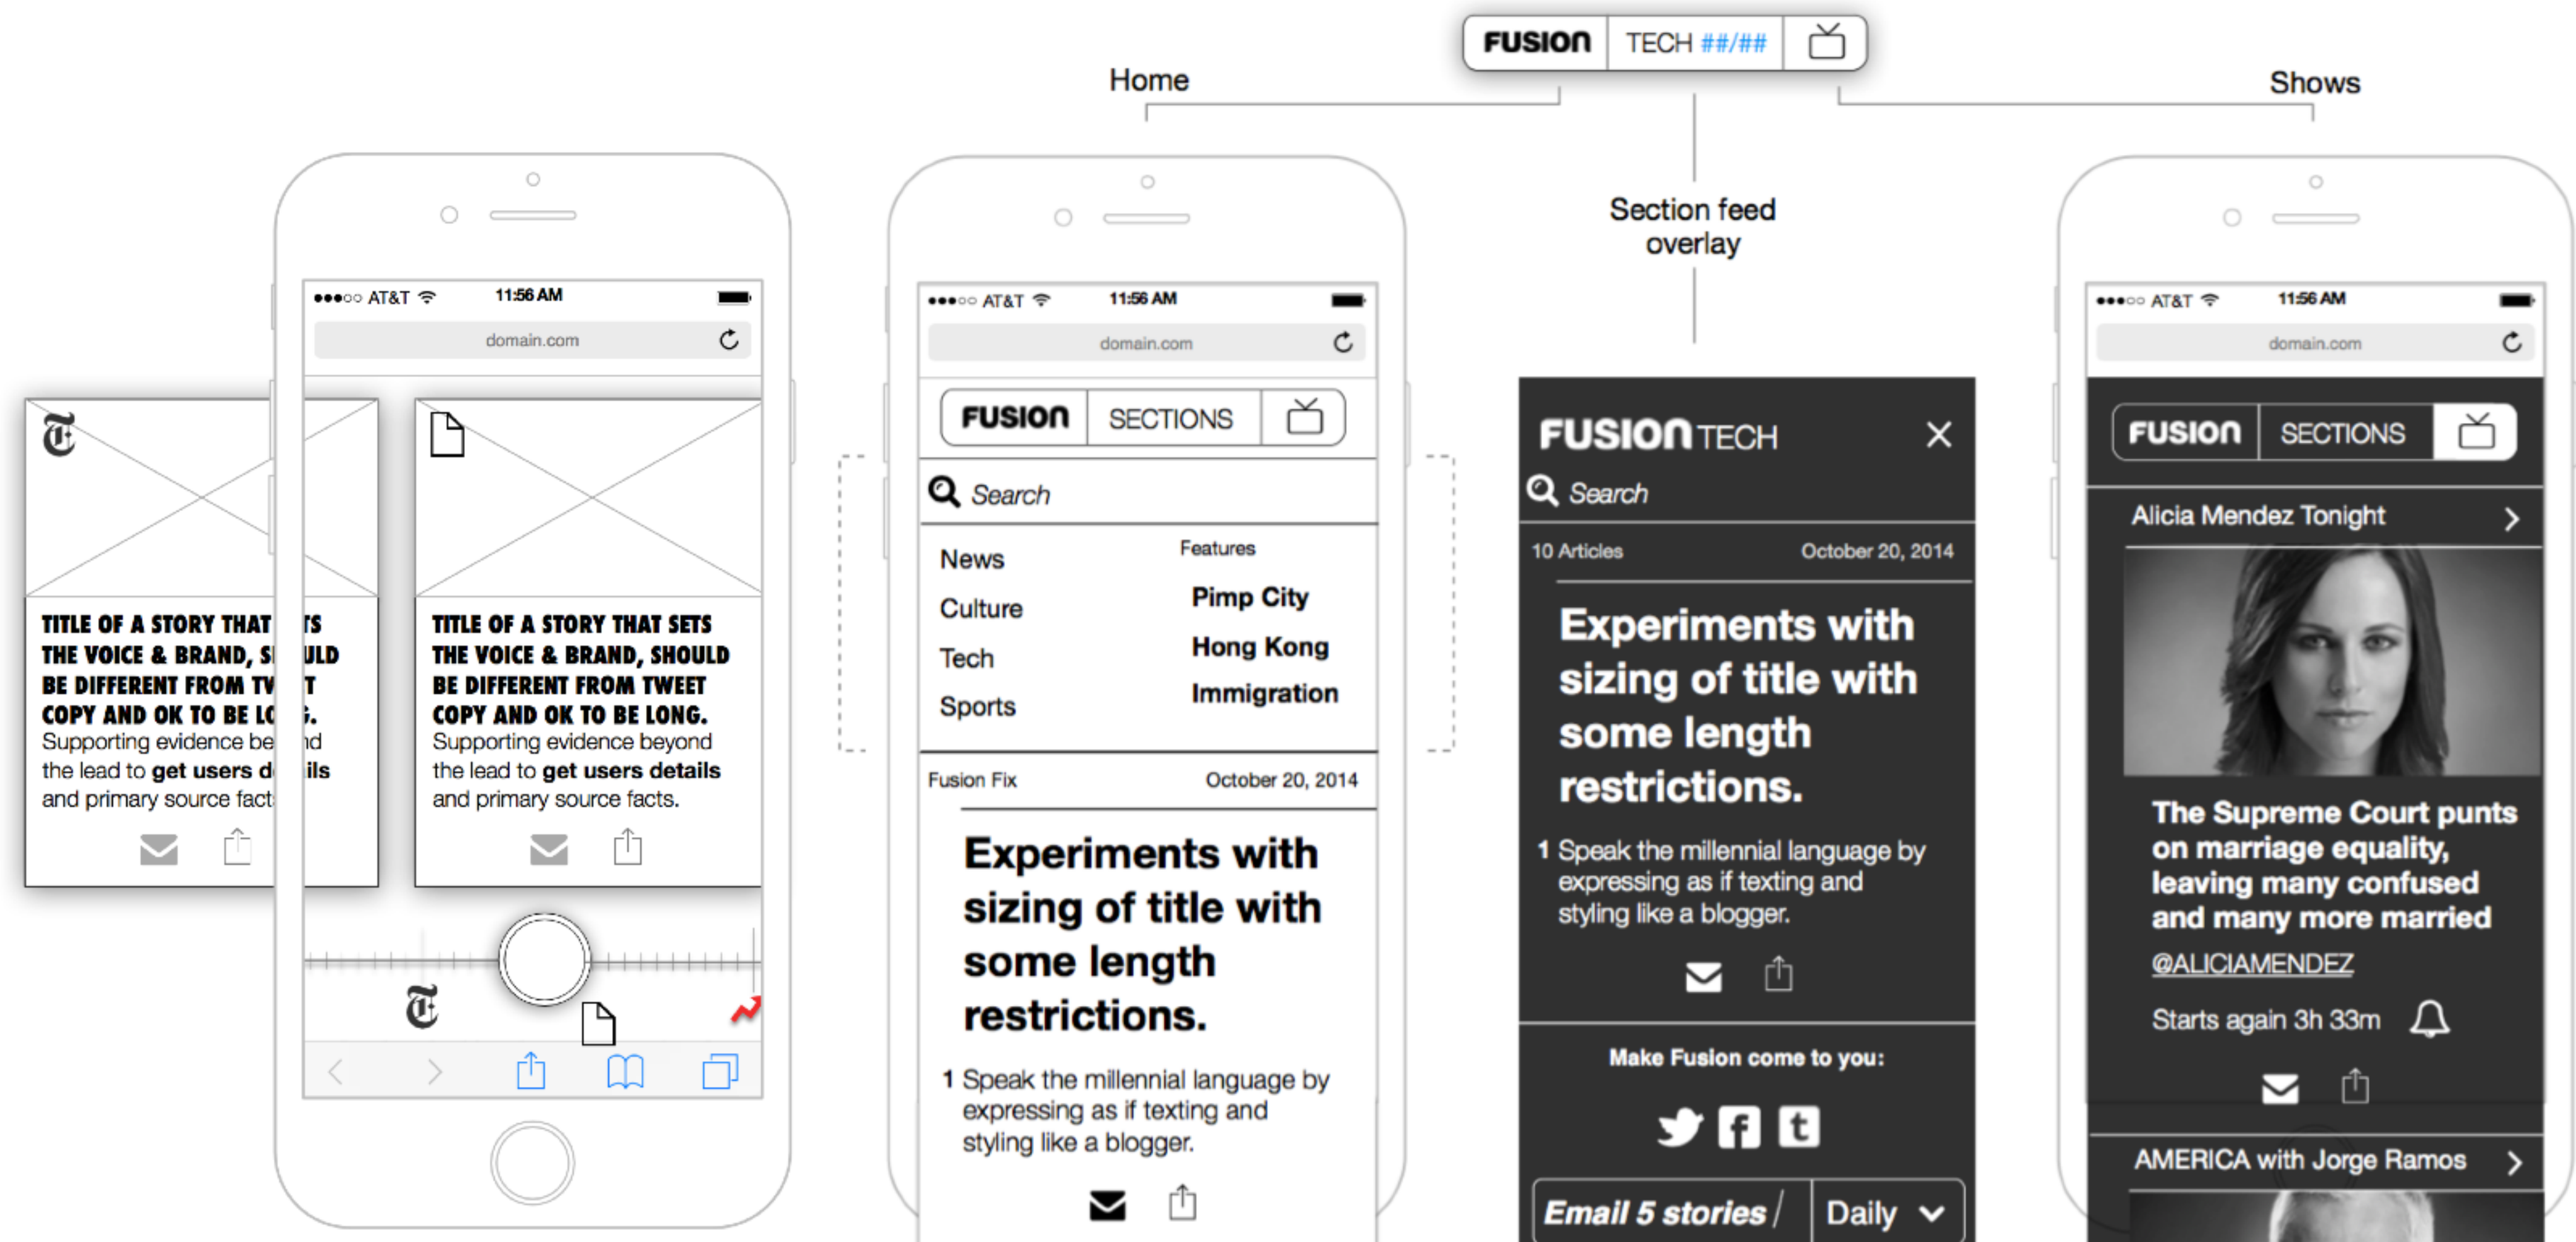 FUSION TECH ##/##
Home
Shows
Section feed
overlay
AT&T 11:56 AM
domain.com
TITLE OF A STORY THAT TS
THE VOICE & BRAND, S ULD
BE DIFFERENT FROM TW T
COPY AND OK TO BE LO .
Supporting evidence be nd
the lead to get users d ils
and primary source fact
TITLE OF A STORY THAT SETS
THE VOICE & BRAND, SHOULD
BE DIFFERENT FROM TWEET
COPY AND OK TO BE LONG.
Supporting evidence beyond
the lead to get users details
and primary source facts.
AT&T 11:56 AM
domain.com
FUSION SECTIONS
Search
News
Culture
Tech
Sports
Features
Pimp City
Hong Kong
Immigration
Fusion Fix October 20, 2014
Experiments with
sizing of title with
some length
restrictions.
1 Speak the millennial language by
expressing as if texting and
styling like a blogger.
FUSION TECH
Search
10 Articles October 20, 2014
Experiments with
sizing of title with
some length
restrictions.
1 Speak the millennial language by
expressing as if texting and
styling like a blogger.
Make Fusion come to you:
Email 5 stories / Daily
AT&T 11:56 AM
domain.com
FUSION SECTIONS
Alicia Mendez Tonight
The Supreme Court punts
on marriage equality,
leaving many confused
and many more married
@ALICIAMENDEZ
Starts again 3h 33m
AMERICA with Jorge Ramos